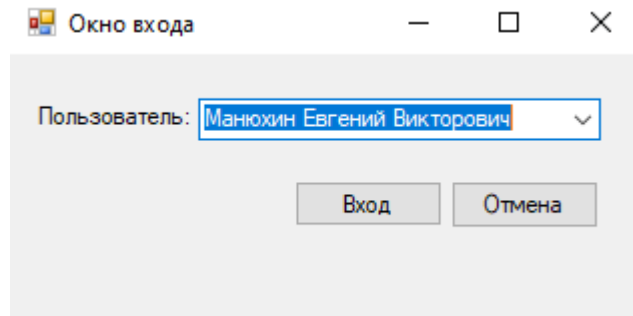 Окно входа
Пользователь: Манюхин Евгений Викторович
Вход Отмена